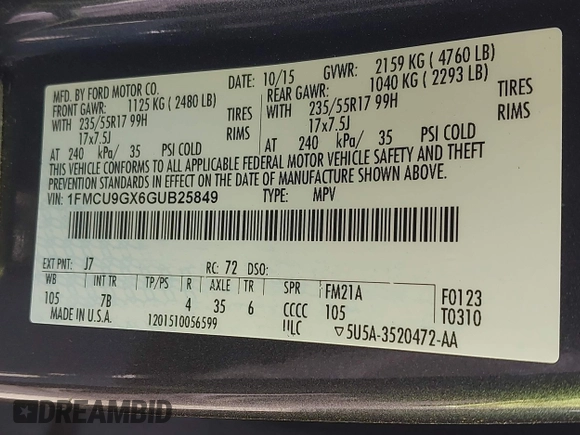 MFD. BY FORD MOTOR CO.
DATE: 10/15 GVWR: 2159 KG ( 4760 LB)
FRONT GAWR: 1125 KG ( 2480 LB) REAR GAWR: 1040 KG ( 2293 LB)
WITH 235/55R17 99H TIRES WITH 235/55R17 99H TIRES
17x7.5J RIMS 17x7.5J RIMS
AT 240 kPa/ 35 PSI COLD AT 240 kPa/ 35 PSI COLD
THIS VEHICLE CONFORMS TO ALL APPLICABLE FEDERAL MOTOR VEHICLE SAFETY AND THEFT
PREVENTION STANDARDS IN EFFECT ON THE DATE OF MANUFACTURE SHOWN ABOVE.
VIN: 1FMCU9GX6GUB25849 TYPE: MPV
EXT PNT: J7 RC: 72 DSO:
WB INT TR TP/PS R AXLE TR SPR FM21A F0123
105 7B 4 35 6 CCCC 105 T0310
MADE IN U.S.A. 1201510056599 ▽5U5A-3520472-AA
DREAMBID